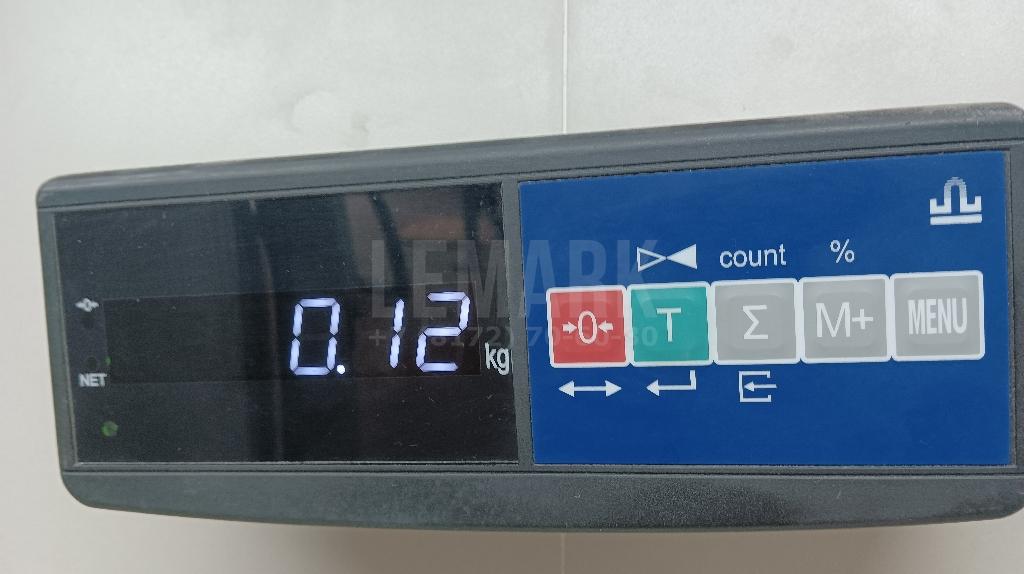 count %
LEMARK
0.12 kg
→0← T Σ M+ MENU
NET